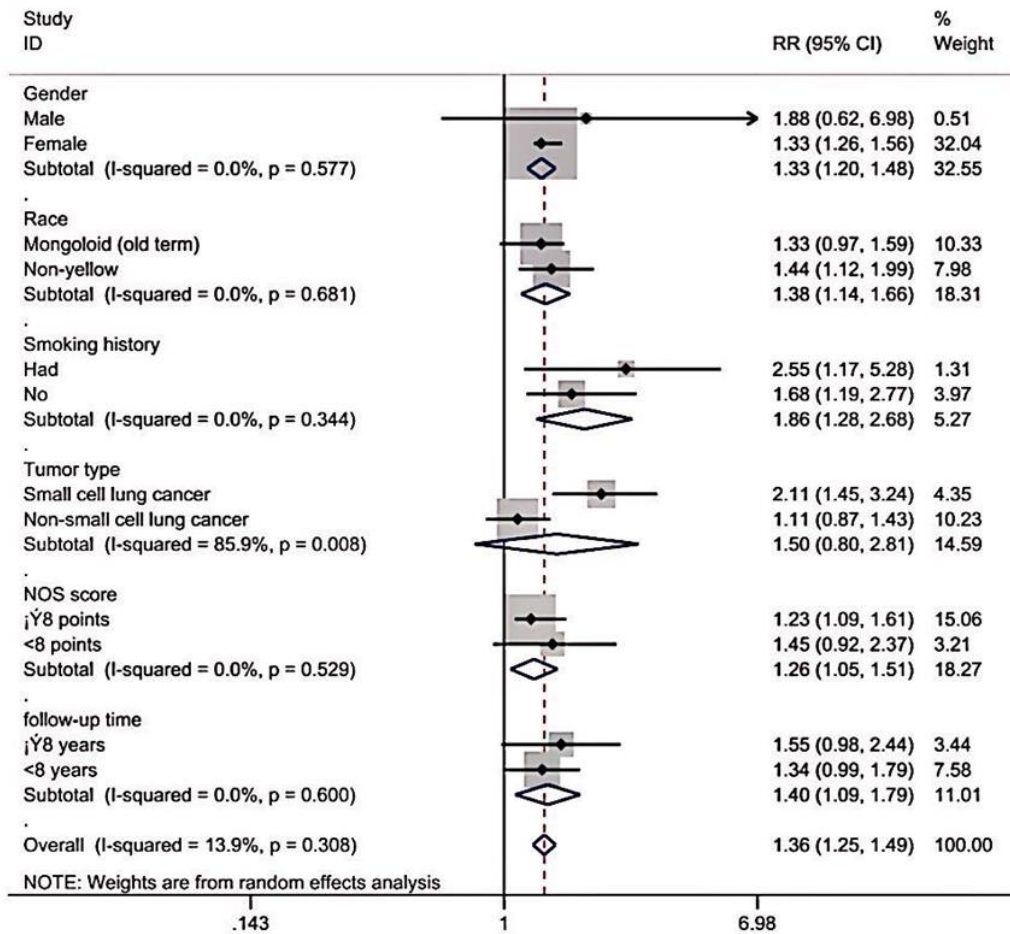 Study %
ID RR (95% CI) Weight
Gender
Male 1.88 (0.62, 6.98) 0.51
Female 1.33 (1.26, 1.56) 32.04
Subtotal (I-squared = 0.0%, p = 0.577) 1.33 (1.20, 1.48) 32.55
.
Race
Mongoloid (old term) 1.33 (0.97, 1.59) 10.33
Non-yellow 1.44 (1.12, 1.99) 7.98
Subtotal (I-squared = 0.0%, p = 0.681) 1.38 (1.14, 1.66) 18.31
.
Smoking history
Had 2.55 (1.17, 5.28) 1.31
No 1.68 (1.19, 2.77) 3.97
Subtotal (I-squared = 0.0%, p = 0.344) 1.86 (1.28, 2.68) 5.27
.
Tumor type
Small cell lung cancer 2.11 (1.45, 3.24) 4.35
Non-small cell lung cancer 1.11 (0.87, 1.43) 10.23
Subtotal (I-squared = 85.9%, p = 0.008) 1.50 (0.80, 2.81) 14.59
.
NOS score
¡Ý8 points 1.23 (1.09, 1.61) 15.06
<8 points 1.45 (0.92, 2.37) 3.21
Subtotal (I-squared = 0.0%, p = 0.529) 1.26 (1.05, 1.51) 18.27
.
follow-up time
¡Ý8 years 1.55 (0.98, 2.44) 3.44
<8 years 1.34 (0.99, 1.79) 7.58
Subtotal (I-squared = 0.0%, p = 0.600) 1.40 (1.09, 1.79) 11.01
.
Overall (I-squared = 13.9%, p = 0.308) 1.36 (1.25, 1.49) 100.00
NOTE: Weights are from random effects analysis
.143 1 6.98